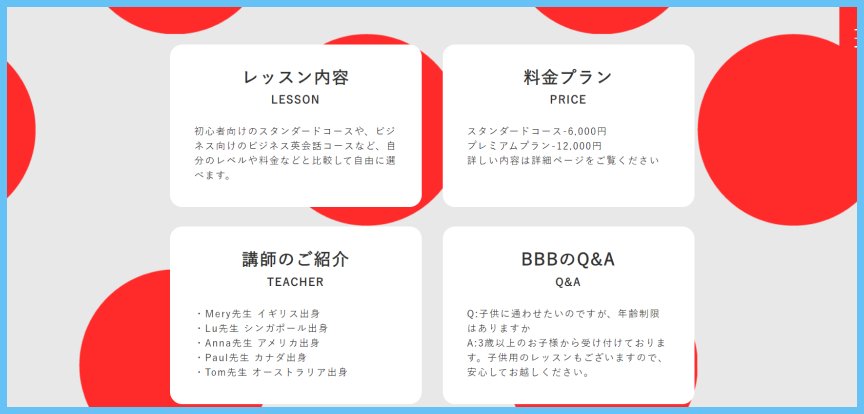 レッスン内容
LESSON
初心者向けのスタンダードコースや、ビジ
ネス向けのビジネス英会話コースなど、自
分のレベルや料金などと比較して自由に選
べます。
料金プラン
PRICE
スタンダードコース-6,000円
プレミアムプラン-12,000円
詳しい内容は詳細ページをご覧ください
講師のご紹介
TEACHER
・Mery先生 イギリス出身
・Lu先生 シンガポール出身
・Anna先生 アメリカ出身
・Paul先生 カナダ出身
・Tom先生 オーストラリア出身
BBBのQ&A
Q&A
Q:子供に通わせたいのですが、年齢制限
はありますか
A:3歳以上のお子様から受け付けておりま
す。子供用のレッスンもございますので、
安心してお越しください。